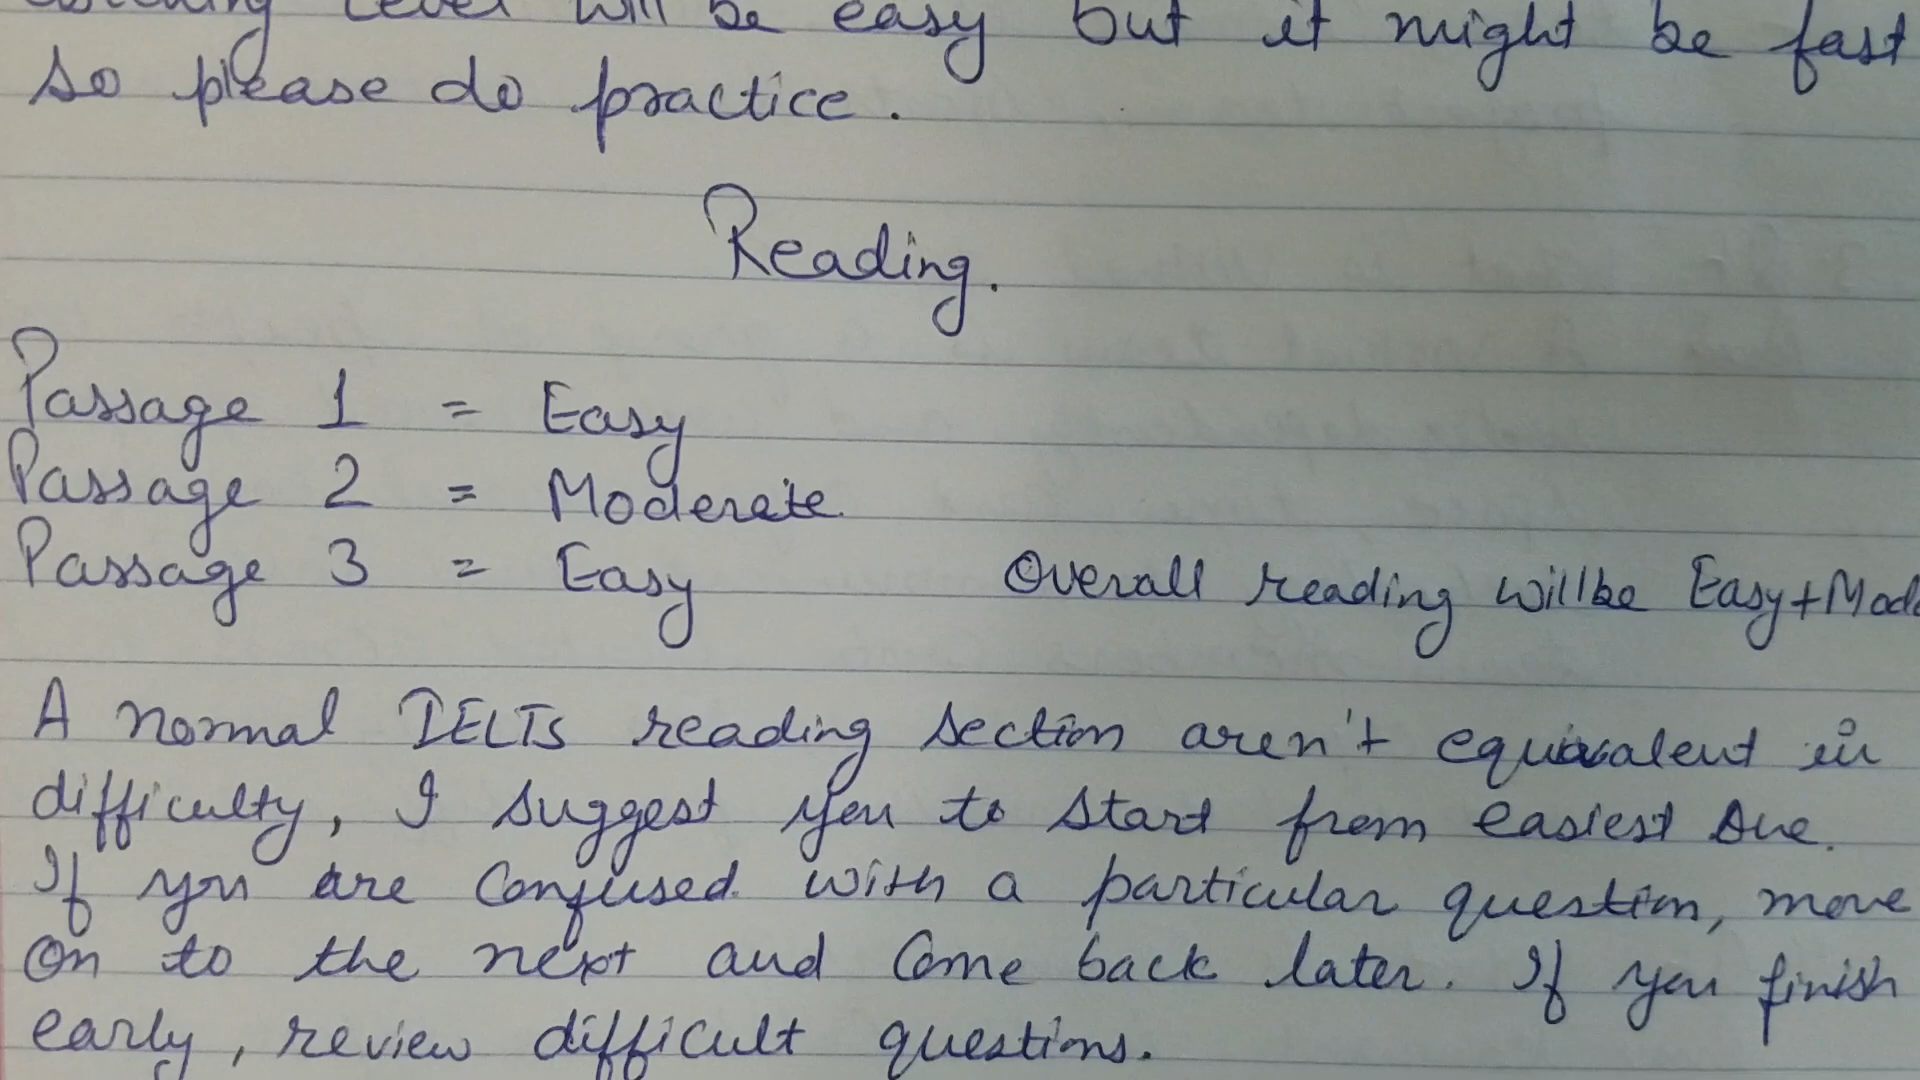 Level will be easy but it might be fast
so please do practice.
Reading.
Passage 1 = Easy
Passage 2 = Moderate
Passage 3 = Easy Overall reading will be Easy+Mod
A normal IELTs reading section aren't equivalent in
difficulty, I suggest you to start from easiest one.
If you are confused with a particular question, move
on to the next and come back later. If you finish
early, review difficult questions.